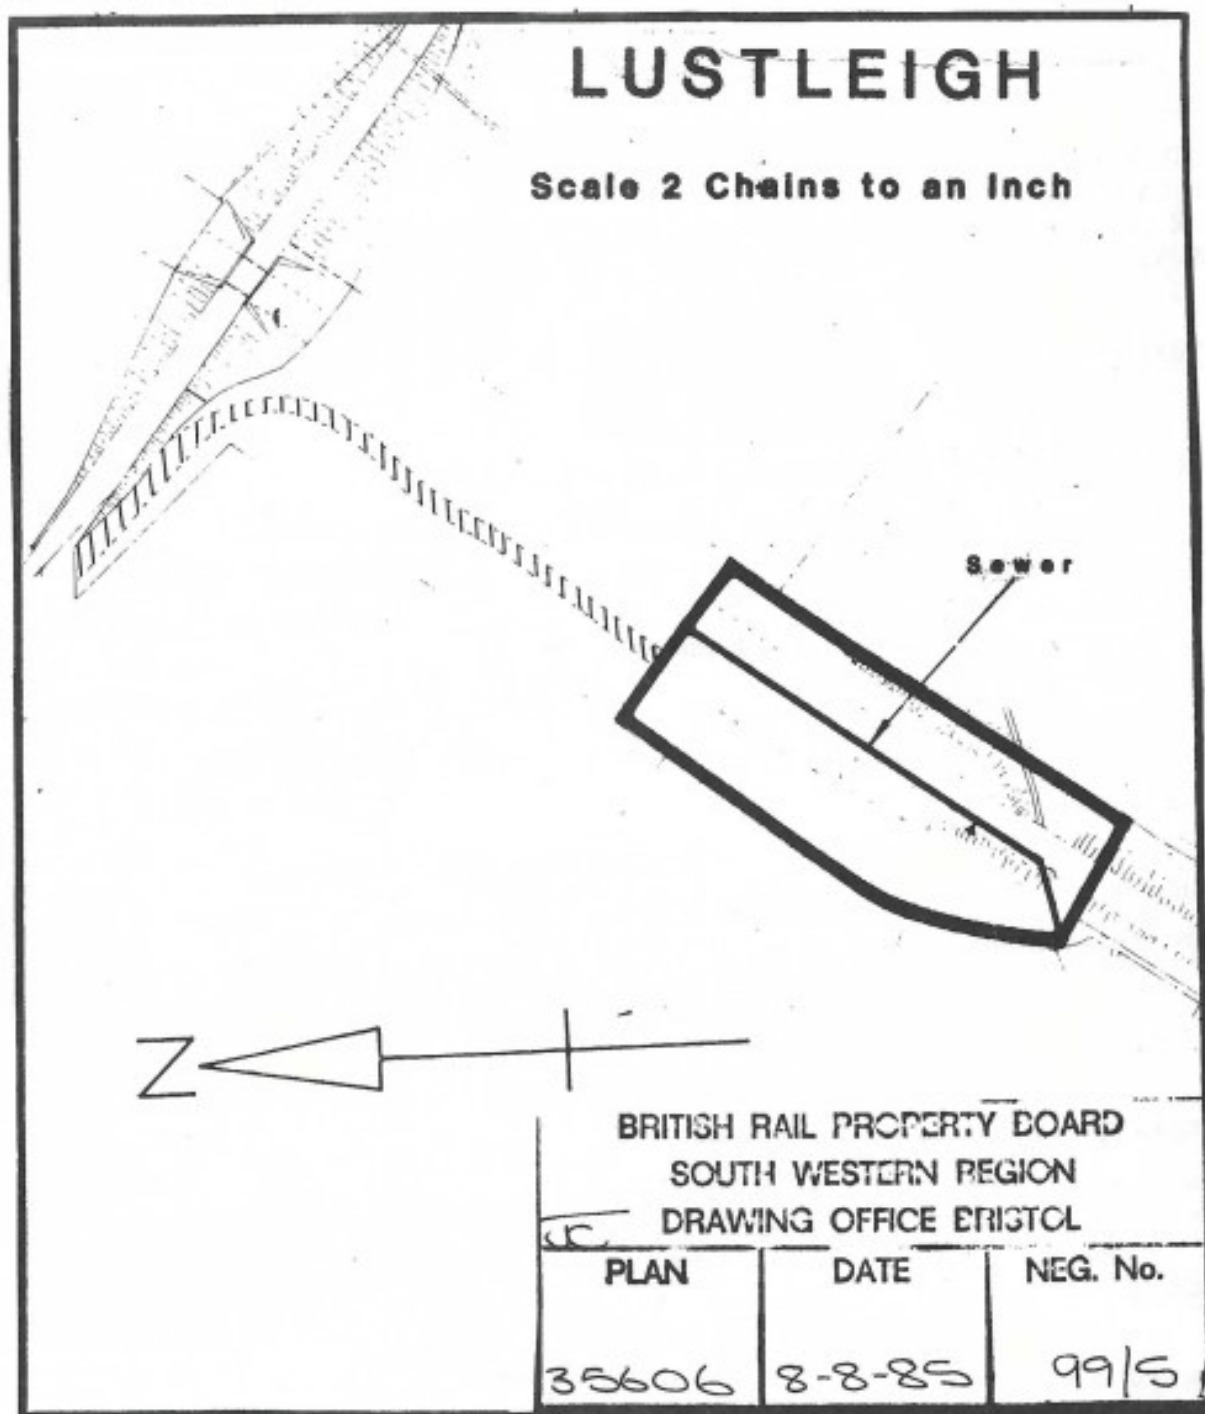 LUSTLEIGH
Scale 2 Chains to an Inch
Sewer
N
BRITISH RAIL PROPERTY BOARD
SOUTH WESTERN REGION
DRAWING OFFICE BRISTOL
PLAN DATE NEG. No.
35606 8-8-85 99/5